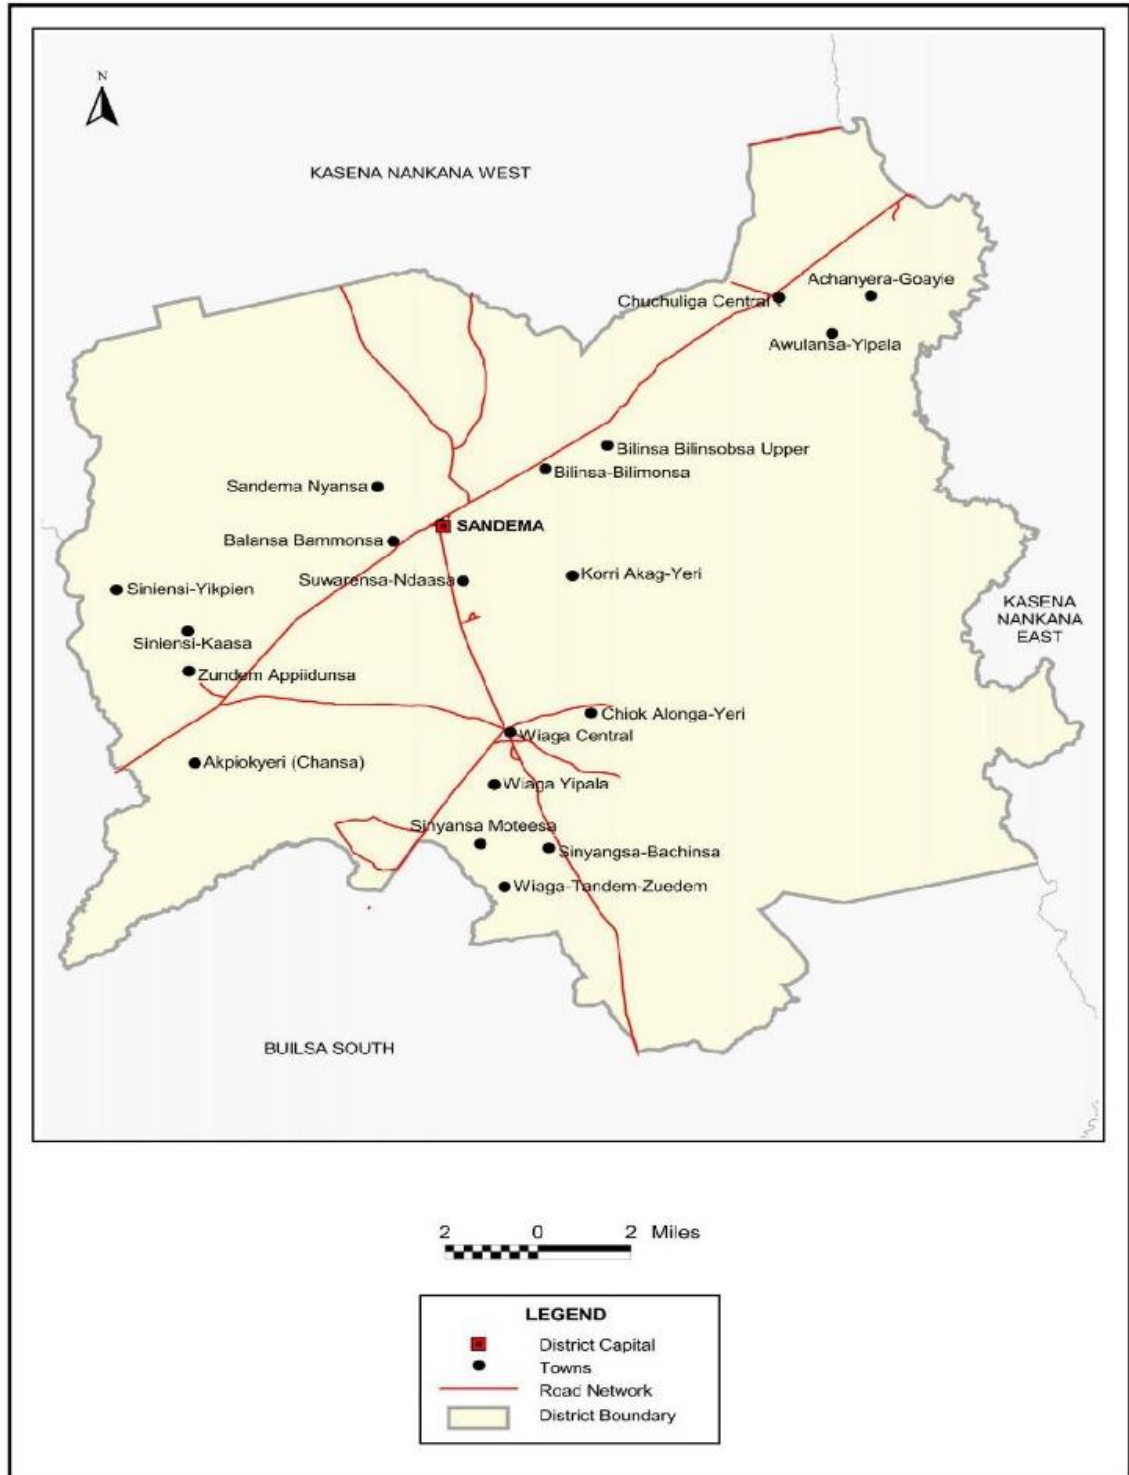 N
KASENA NANKANA WEST
Achanyera-Goayie
Chuchuliga Central
Awulansa-Yipala
Bilinsa Bilinsobsa Upper
Bilinsa-Bilimonsa
Sandema Nyansa
SANDEMA
Balansa Bammonsa
Suwarensa-Ndaasa
Korri Akag-Yeri
Siniensi-Yikpien
KASENA
NANKANA
EAST
Siniensi-Kaasa
Zundem Appiidunsa
Chiok Alonga-Yeri
Wiaga Central
Akpiokyeri (Chansa)
Wiaga Yipala
Sinyansa Moteesa
Sinyangsa-Bachinsa
Wiaga-Tandem-Zuedem
BUILSA SOUTH
2 0 2 Miles
LEGEND
District Capital
Towns
Road Network
District Boundary